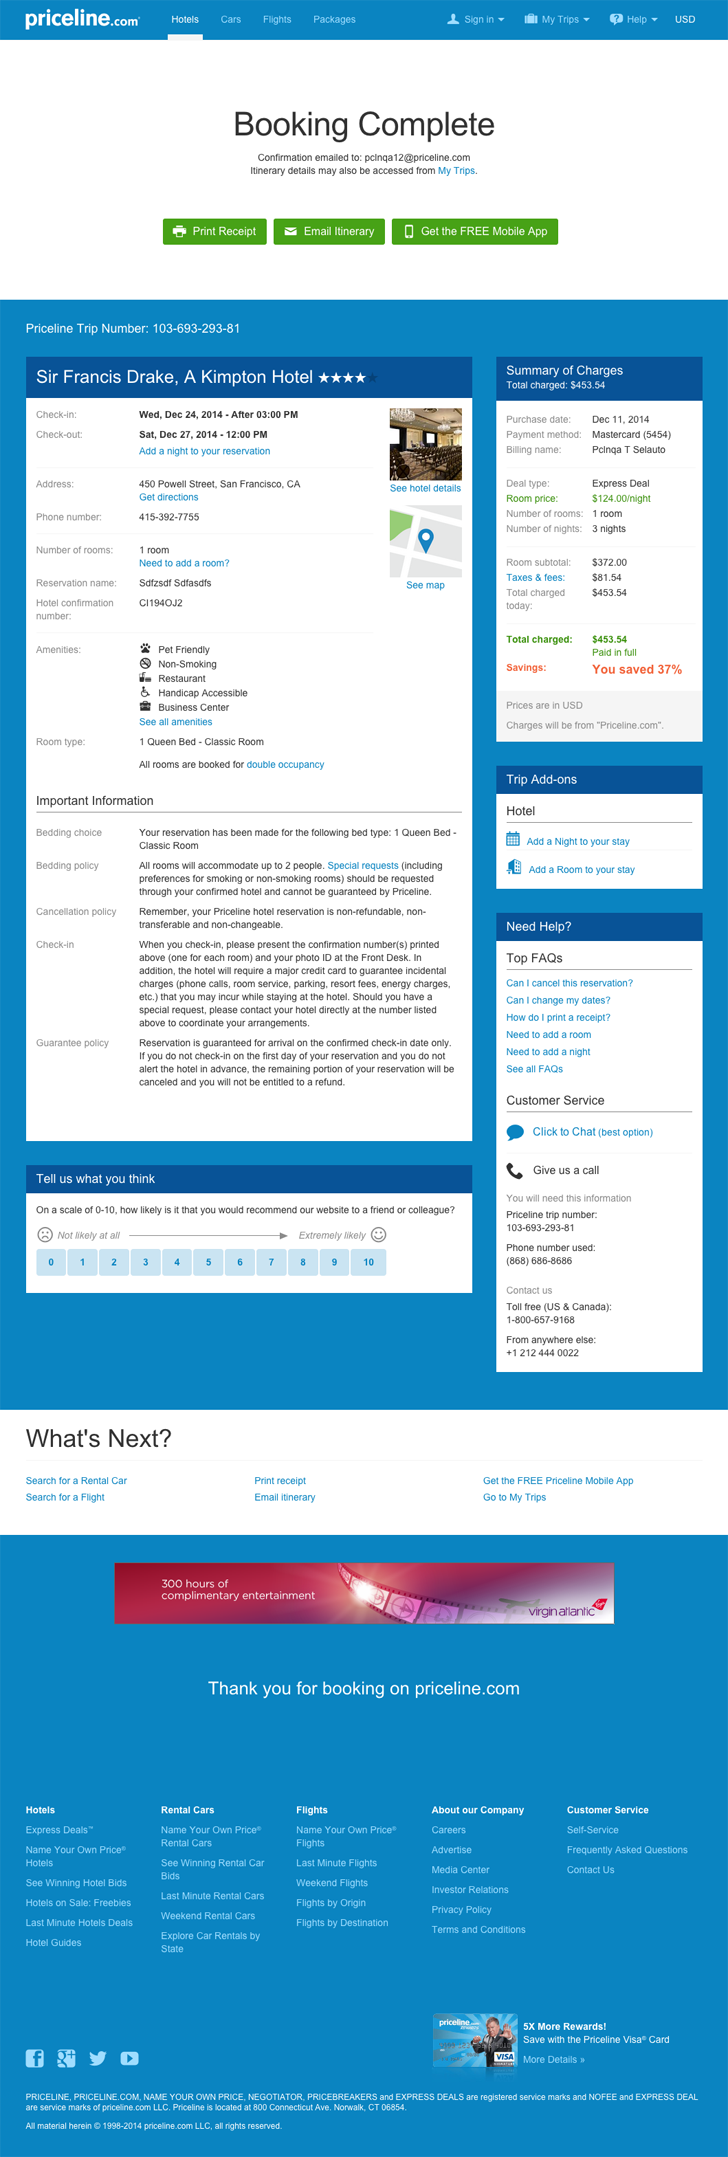 priceline.com
Hotels Cars Flights Packages Sign in My Trips Help USD
Booking Complete
Confirmation emailed to: pclnqa12@priceline.com
Itinerary details may also be accessed from My Trips.
Print Receipt Email Itinerary Get the FREE Mobile App
Priceline Trip Number: 103-693-293-81
Sir Francis Drake, A Kimpton Hotel
Check-in: Wed, Dec 24, 2014 - After 03:00 PM
Check-out: Sat, Dec 27, 2014 - 12:00 PM
Add a night to your reservation
Address: 450 Powell Street, San Francisco, CA
Get directions
Phone number: 415-392-7755
See hotel details
Number of rooms: 1 room
Need to add a room?
Reservation name: Sdfzsdf Sdfasdfs
Hotel confirmation
number: CI194OJ2
See map
Amenities: Pet Friendly
Non-Smoking
Restaurant
Handicap Accessible
Business Center
See all amenities
Room type: 1 Queen Bed - Classic Room
All rooms are booked for double occupancy
Important Information
Bedding choice Your reservation has been made for the following bed type: 1 Queen Bed -
Classic Room
Bedding policy All rooms will accommodate up to 2 people. Special requests (including
preferences for smoking or non-smoking rooms) should be requested
through your confirmed hotel and cannot be guaranteed by Priceline.
Cancellation policy Remember, your Priceline hotel reservation is non-refundable, non-
transferable and non-changeable.
Check-in When you check-in, please present the confirmation number(s) printed
above (one for each room) and your photo ID at the Front Desk. In
addition, the hotel will require a major credit card to guarantee incidental
charges (phone calls, room service, parking, resort fees, energy charges,
etc.) that you may incur while staying at the hotel. Should you have a
special request, please contact your hotel directly at the number listed
above to coordinate your arrangements.
Guarantee policy Reservation is guaranteed for arrival on the confirmed check-in date only.
If you do not check-in on the first day of your reservation and you do not
alert the hotel in advance, the remaining portion of your reservation will be
canceled and you will not be entitled to a refund.
Tell us what you think
On a scale of 0-10, how likely is it that you would recommend our website to a friend or colleague?
Not likely at all Extremely likely
0 1 2 3 4 5 6 7 8 9 10
Summary of Charges
Total charged: $453.54
Purchase date: Dec 11, 2014
Payment method: Mastercard (5454)
Billing name: Pclnqa T Selauto
Deal type: Express Deal
Room price: $124.00/night
Number of rooms: 1 room
Number of nights: 3 nights
Room subtotal: $372.00
Taxes & fees: $81.54
Total charged
today: $453.54
Total charged: $453.54
Paid in full
Savings: You saved 37%
Prices are in USD
Charges will be from "Priceline.com".
Trip Add-ons
Hotel
Add a Night to your stay
Add a Room to your stay
Need Help?
Top FAQs
Can I cancel this reservation?
Can I change my dates?
How do I print a receipt?
Need to add a room
Need to add a night
See all FAQs
Customer Service
Click to Chat (best option)
Give us a call
You will need this information
Priceline trip number:
103-693-293-81
Phone number used:
(868) 686-8686
Contact us
Toll free (US & Canada):
1-800-657-9168
From anywhere else:
+1 212 444 0022
What's Next?
Search for a Rental Car Print receipt Get the FREE Priceline Mobile App
Search for a Flight Email itinerary Go to My Trips
300 hours of
complimentary entertainment
virgin atlantic
Thank you for booking on priceline.com
Hotels
Express Deals™
Name Your Own Price®
Hotels
See Winning Hotel Bids
Hotels on Sale: Freebies
Last Minute Hotels Deals
Hotel Guides
Rental Cars
Name Your Own Price®
Rental Cars
See Winning Rental Car
Bids
Last Minute Rental Cars
Weekend Rental Cars
Explore Car Rentals by
State
Flights
Name Your Own Price®
Flights
Last Minute Flights
Weekend Flights
Flights by Origin
Flights by Destination
About our Company
Careers
Advertise
Media Center
Investor Relations
Privacy Policy
Terms and Conditions
Customer Service
Self-Service
Frequently Asked Questions
Contact Us
priceline.com
VISA
5X More Rewards!
Save with the Priceline Visa® Card
More Details »
PRICELINE, PRICELINE.COM, NAME YOUR OWN PRICE, NEGOTIATOR, PRICEBREAKERS and EXPRESS DEALS are registered service marks and NOFEE and EXPRESS DEAL
are service marks of priceline.com LLC. Priceline is located at 800 Connecticut Ave. Norwalk, CT 06854.
All material herein © 1998-2014 priceline.com LLC, all rights reserved.